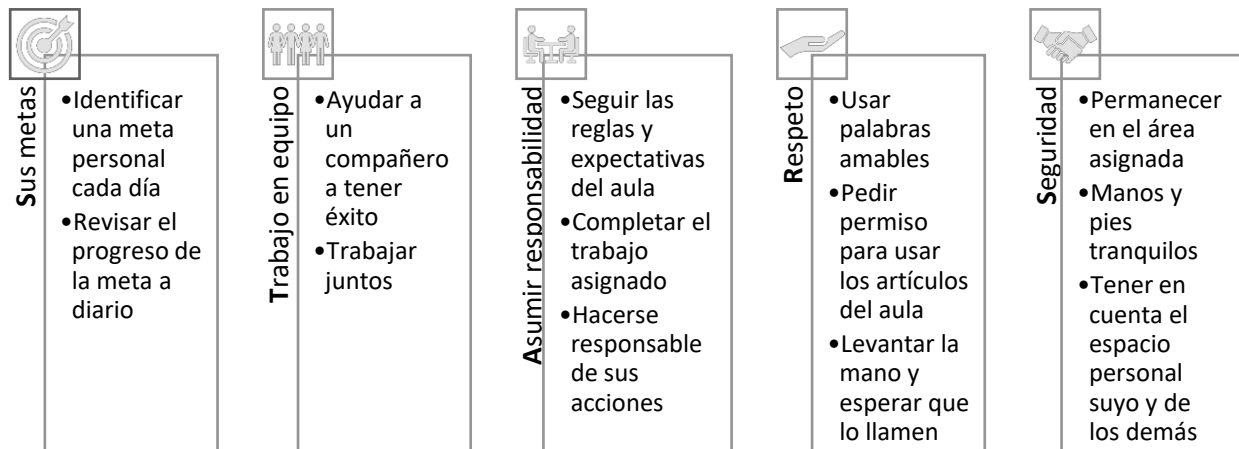 Sus metas
•Identificar
una meta
personal
cada día
•Revisar el
progreso de
la meta a
diario
Trabajo en equipo
•Ayudar a
un
compañero
a tener
éxito
•Trabajar
juntos
Asumir responsabilidad
•Seguir las
reglas y
expectativas
del aula
•Completar el
trabajo
asignado
•Hacerse
responsable
de sus
acciones
Respeto
•Usar
palabras
amables
•Pedir
permiso
para usar
los artículos
del aula
•Levantar la
mano y
esperar que
lo llamen
Seguridad
•Permanecer
en el área
asignada
•Manos y
pies
tranquilos
•Tener en
cuenta el
espacio
personal
suyo y de
los demás